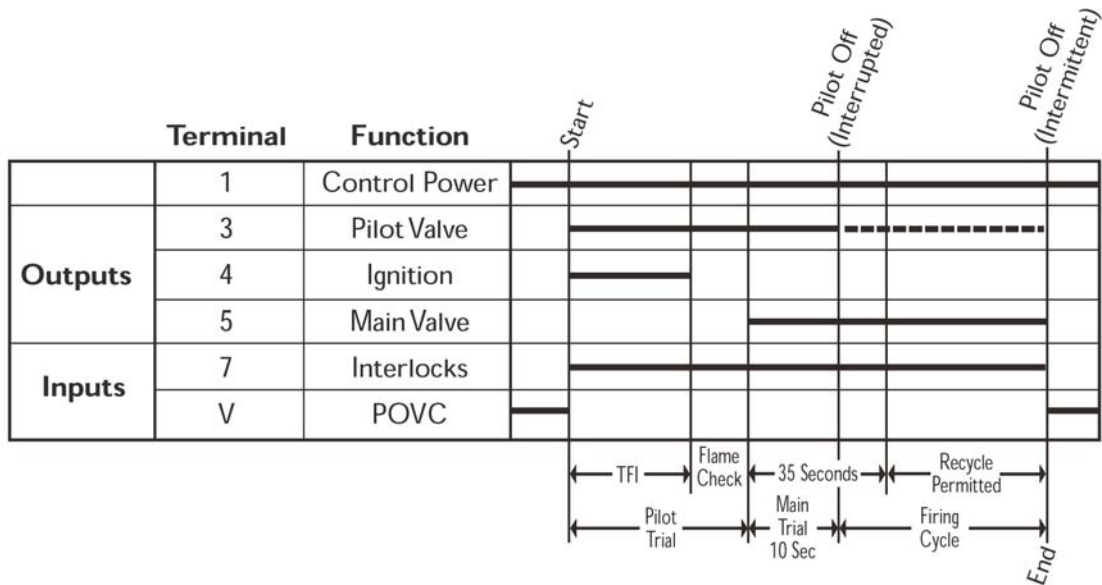 Start
Pilot Off
(Interrupted)
Pilot Off
(Intermittent)
Terminal Function
1 Control Power
Outputs
3 Pilot Valve
4 Ignition
5 Main Valve
Inputs
7 Interlocks
V POVC
TFI
Flame
Check
35 Seconds
Recycle
Permitted
Pilot
Trial
Main
Trial
10 Sec
Firing
Cycle
End